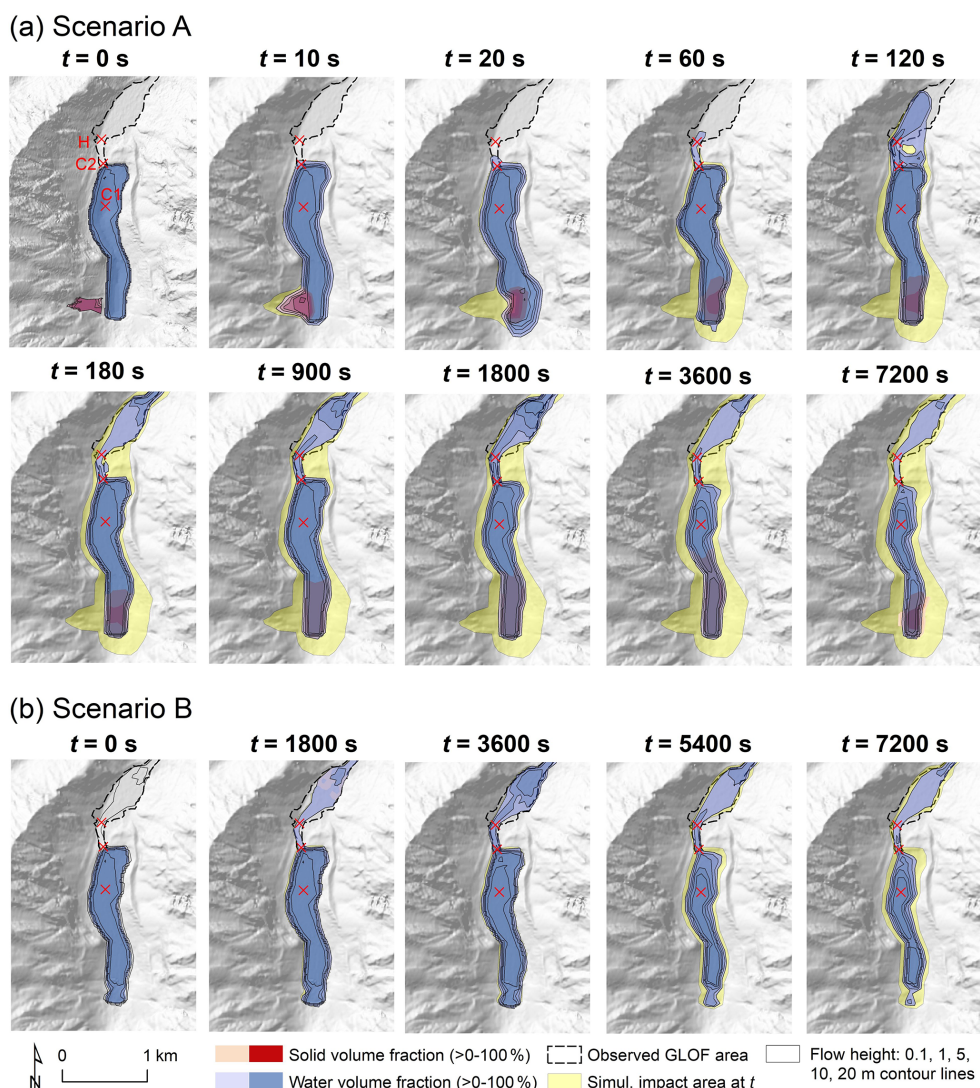 (a) Scenario A
t = 0 s
t = 10 s
t = 20 s
t = 60 s
t = 120 s
H
C2
C1
t = 180 s
t = 900 s
t = 1800 s
t = 3600 s
t = 7200 s
(b) Scenario B
t = 0 s
t = 1800 s
t = 3600 s
t = 5400 s
t = 7200 s
N
0 1 km
Solid volume fraction (>0-100 %)
Water volume fraction (>0-100 %)
Observed GLOF area
Simul. impact area at t
Flow height: 0.1, 1, 5,
10, 20 m contour lines